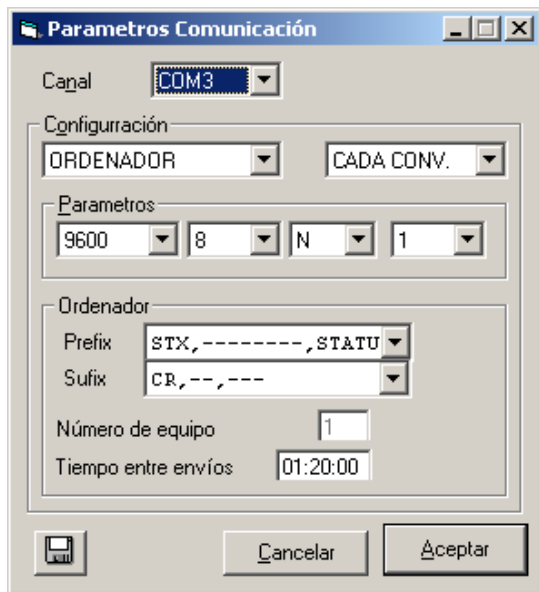 Parametros Comunicación
Canal COM3
Configurración
ORDENADOR CADA CONV.
Parametros
9600 8 N 1
Ordenador
Prefix STX,--------,STATU
Sufix CR,--,---
Número de equipo 1
Tiempo entre envíos 01:20:00
Cancelar Aceptar